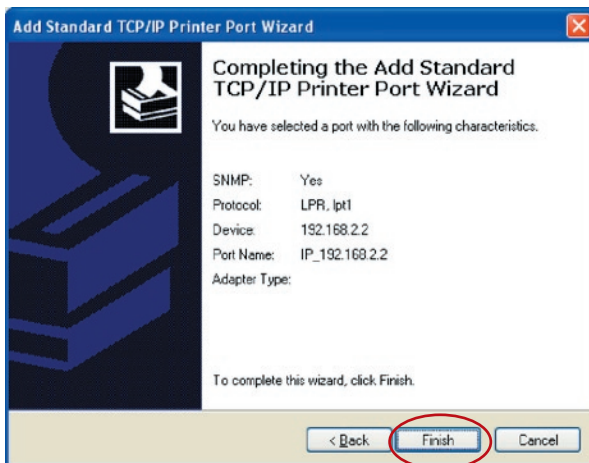 Add Standard TCP/IP Printer Port Wizard
Completing the Add Standard
TCP/IP Printer Port Wizard
You have selected a port with the following characteristics.
SNMP: Yes
Protocol: LPR, lpt1
Device: 192.168.2.2
Port Name: IP_192.168.2.2
Adapter Type:
To complete this wizard, click Finish.
< Back Finish Cancel